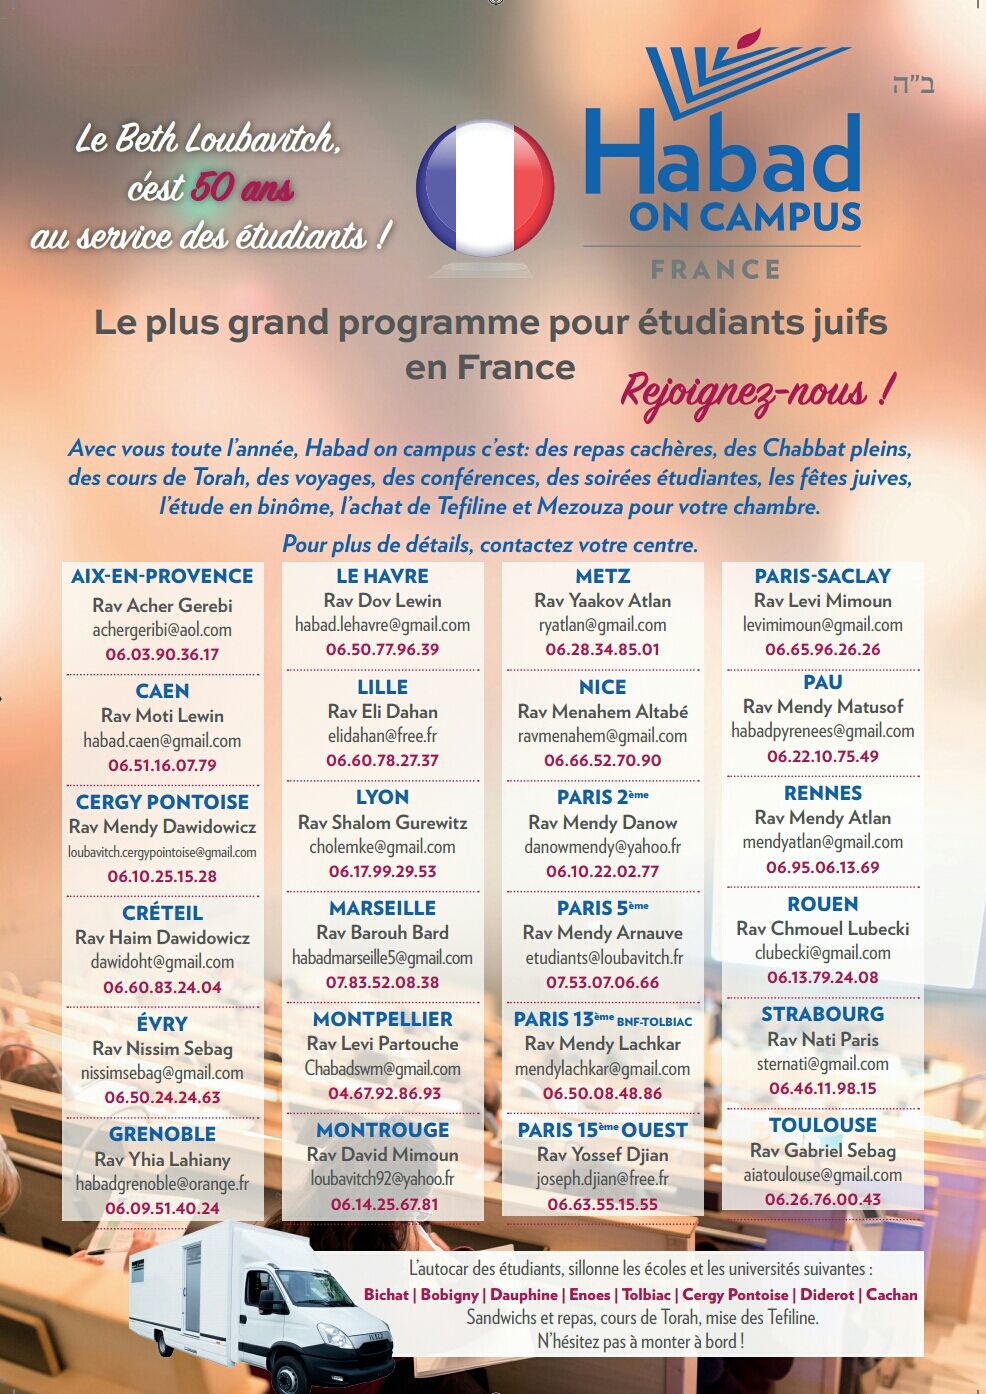 ב"ה
Le Beth Loubavitch,
c'est 50 ans
au service des étudiants !
Habad
ON CAMPUS
FRANCE
Le plus grand programme pour étudiants juifs
en France
Rejoignez-nous !
Avec vous toute l'année, Habad on campus c'est: des repas cachères, des Chabbat pleins,
des cours de Torah, des voyages, des conférences, des soirées étudiantes, les fêtes juives,
l'étude en binôme, l'achat de Tefiline et Mezouza pour votre chambre.
Pour plus de détails, contactez votre centre.
AIX-EN-PROVENCE
Rav Acher Gerebi
achergeribi@aol.com
06.03.90.36.17
CAEN
Rav Moti Lewin
habad.caen@gmail.com
06.51.16.07.79
CERGY PONTOISE
Rav Mendy Dawidowicz
loubavitch.cergypointoise@gmail.com
06.10.25.15.28
CRÉTEIL
Rav Haim Dawidowicz
dawidoht@gmail.com
06.60.83.24.04
ÉVRY
Rav Nissim Sebag
nissimsebag@gmail.com
06.50.24.24.63
GRENOBLE
Rav Yhia Lahiany
habadgrenoble@orange.fr
06.09.51.40.24
LE HAVRE
Rav Dov Lewin
habad.lehavre@gmail.com
06.50.77.96.39
LILLE
Rav Eli Dahan
elidahan@free.fr
06.60.78.27.37
LYON
Rav Shalom Gurewitz
cholemke@gmail.com
06.17.99.29.53
MARSEILLE
Rav Barouh Bard
habadmarseille5@gmail.com
07.83.52.08.38
MONTPELLIER
Rav Levi Partouche
Chabadswm@gmail.com
04.67.92.86.93
MONTROUGE
Rav David Mimoun
loubavitch92@yahoo.fr
06.14.25.67.81
METZ
Rav Yaakov Atlan
ryatlan@gmail.com
06.28.34.85.01
NICE
Rav Menahem Altabé
ravmenahem@gmail.com
06.66.52.70.90
PARIS 2ème
Rav Mendy Danow
danowmendy@yahoo.fr
06.10.22.02.77
PARIS 5ème
Rav Mendy Arnauve
etudiants@loubavitch.fr
07.53.07.06.66
PARIS 13ème BNF-TOLBIAC
Rav Mendy Lachkar
mendylachkar@gmail.com
06.50.08.48.86
PARIS 15ème OUEST
Rav Yossef Djian
joseph.djian@free.fr
06.63.55.15.55
PARIS-SACLAY
Rav Levi Mimoun
levimimoun@gmail.com
06.65.96.26.26
PAU
Rav Mendy Matusof
habadpyrenees@gmail.com
06.22.10.75.49
RENNES
Rav Mendy Atlan
mendyatlan@gmail.com
06.95.06.13.69
ROUEN
Rav Chmouel Lubecki
clubecki@gmail.com
06.13.79.24.08
STRABOURG
Rav Nati Paris
sternati@gmail.com
06.46.11.98.15
TOULOUSE
Rav Gabriel Sebag
aiatoulouse@gmail.com
06.26.76.00.43
L'autocar des étudiants, sillonne les écoles et les universités suivantes :
Bichat | Bobigny | Dauphine | Enoes | Tolbiac | Cergy Pontoise | Diderot | Cachan
Sandwichs et repas, cours de Torah, mise des Tefiline.
N'hésitez pas à monter à bord !